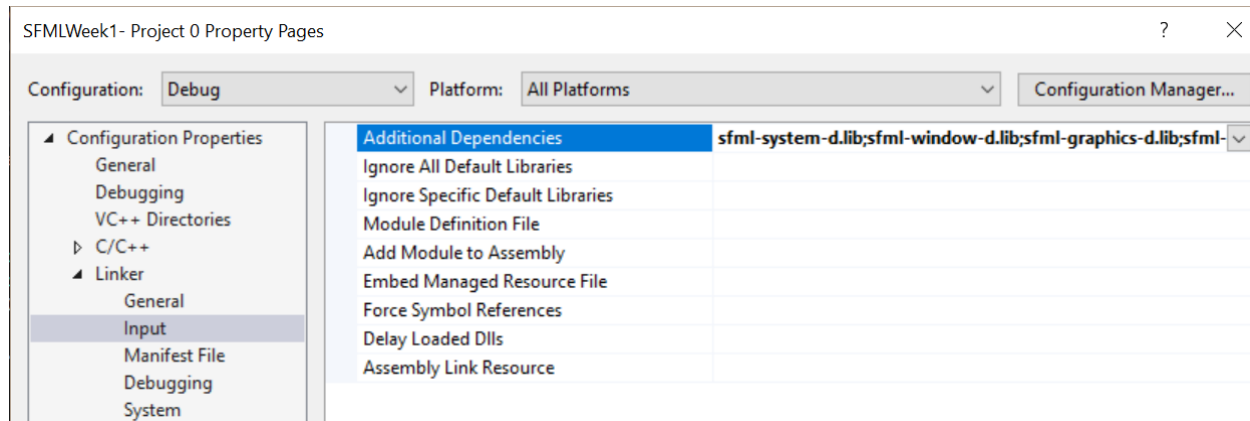 SFMLWeek1- Project 0 Property Pages ?
Configuration: Debug Platform: All Platforms Configuration Manager...
Configuration Properties
General
Debugging
VC++ Directories
C/C++
Linker
General
Input
Manifest File
Debugging
System
Additional Dependencies sfml-system-d.lib;sfml-window-d.lib;sfml-graphics-d.lib;sfml-
Ignore All Default Libraries
Ignore Specific Default Libraries
Module Definition File
Add Module to Assembly
Embed Managed Resource File
Force Symbol References
Delay Loaded Dlls
Assembly Link Resource